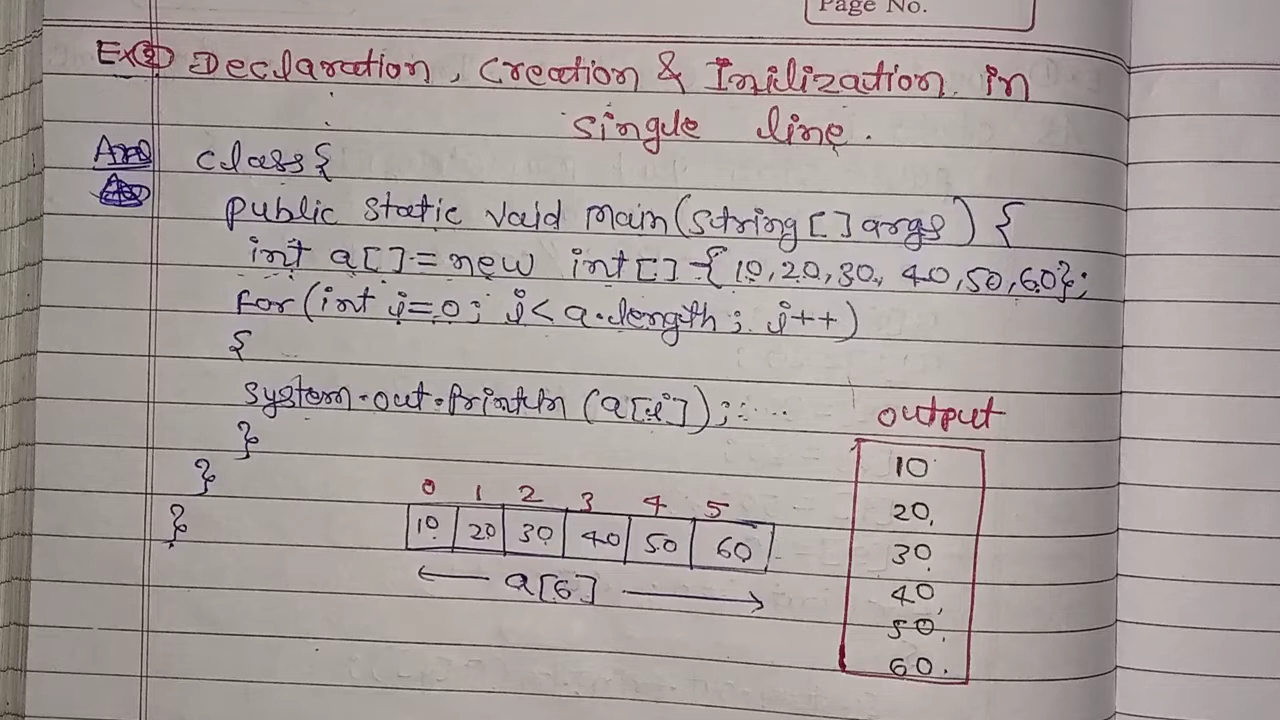 Page No.
Ex(2) Declaration, Creation & Inilization in
single line.
Ans class{
public static void main(String[]args) {
int a[]=new int[]-{10,20,30, 40,50,60};
For(int i=0; i<a.length; i++)
{
System.out.Println (a[i]);
}
}
}
output
10
20,
30
40,
50.
60.
0 1 2 3 4 5
10 20 30 40 50 60
a[6]